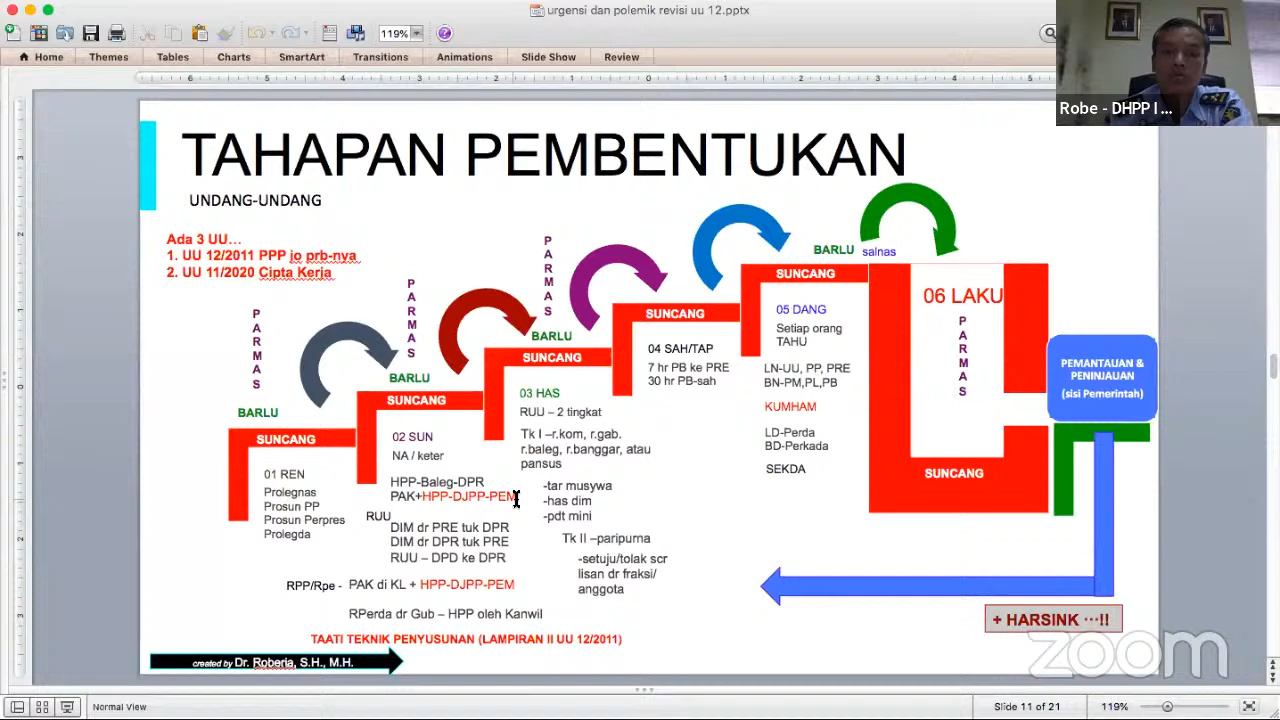 urgensi dan polemik revisi uu 12.pptx
119%
Home Themes Tables Charts SmartArt Transitions Animations Slide Show Review
Robe - DHPP I ...
TAHAPAN PEMBENTUKAN
UNDANG-UNDANG
Ada 3 UU…
1. UU 12/2011 PPP jo prb-nya
2. UU 11/2020 Cipta Kerja
PARMAS
BARLU
SUNCANG
01 REN
Prolegnas
Prosun PP
Prosun Perpres
Prolegda
PARMAS
BARLU
SUNCANG
02 SUN
NA / keter
HPP-Baleg-DPR
PAK+HPP-DJPP-PEM
RUU
DIM dr PRE tuk DPR
DIM dr DPR tuk PRE
RUU – DPD ke DPR
RPP/Rpe - PAK di KL + HPP-DJPP-PEM
RPerda dr Gub – HPP oleh Kanwil
TAATI TEKNIK PENYUSUNAN (LAMPIRAN II UU 12/2011)
PARMAS
BARLU
SUNCANG
03 HAS
RUU – 2 tingkat
Tk I –r.kom, r.gab.
r.baleg, r.banggar, atau
pansus
-tar musywa
-has dim
-pdt mini
Tk II –paripurna
-setuju/tolak scr
lisan dr fraksi/
anggota
SUNCANG
04 SAH/TAP
7 hr PB ke PRE
30 hr PB-sah
BARLU salnas
SUNCANG
05 DANG
Setiap orang
TAHU
LN-UU, PP, PRE
BN-PM,PL,PB
KUMHAM
LD-Perda
BD-Perkada
SEKDA
06 LAKU
PARMAS
SUNCANG
PEMANTAUAN &
PENINJAUAN
(sisi Pemerintah)
+ HARSINK …!!
created by Dr. Roberia, S.H., M.H.
zoom
Normal View
Slide 11 of 21
119%